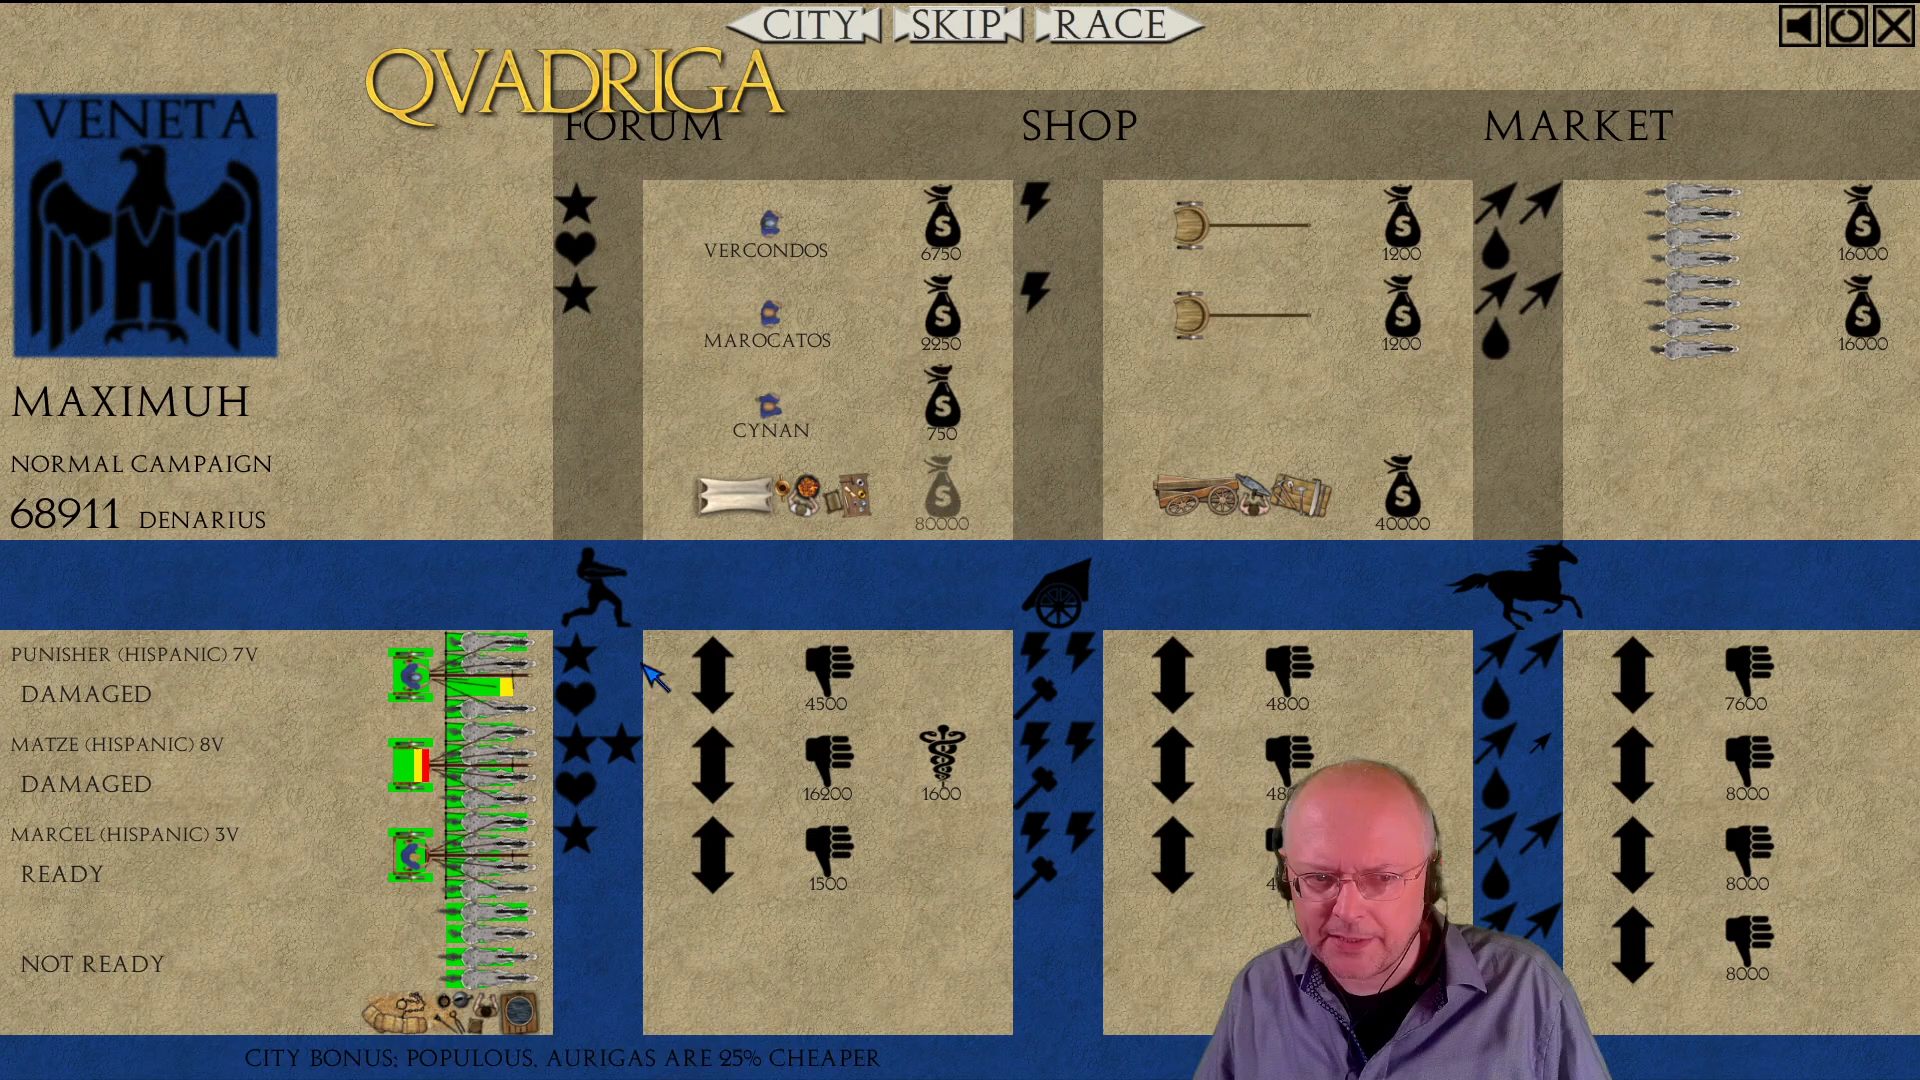 CITY SKIP RACE
QVADRIGA
VENETA
FORUM SHOP MARKET
VERCONDOS 6750 1200 16000
MAROCATOS 2250 1200 16000
CYNAN 750
80000 40000
MAXIMUH
NORMAL CAMPAIGN
68911 DENARIUS
PUNISHER (HISPANIC) 7V
DAMAGED 4500 4800 7600
MATZE (HISPANIC) 8V
DAMAGED 16200 1600 48 8000
MARCEL (HISPANIC) 3V
READY 1500 8000
NOT READY 8000
CITY BONUS: POPULOUS. AURIGAS ARE 25% CHEAPER